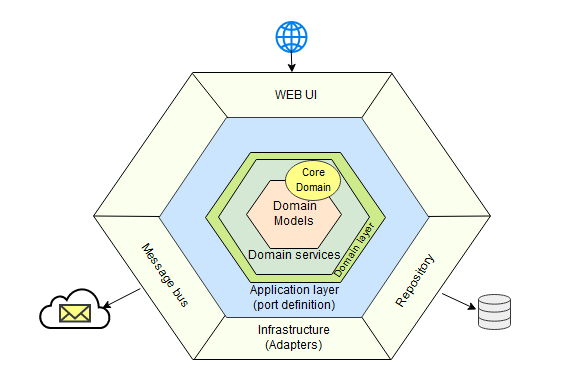 WEB UI
Core
Domain
Domain
Models
Domain services
Domain layer
Message bus
Repository
Application layer
(port definition)
Infrastructure
(Adapters)